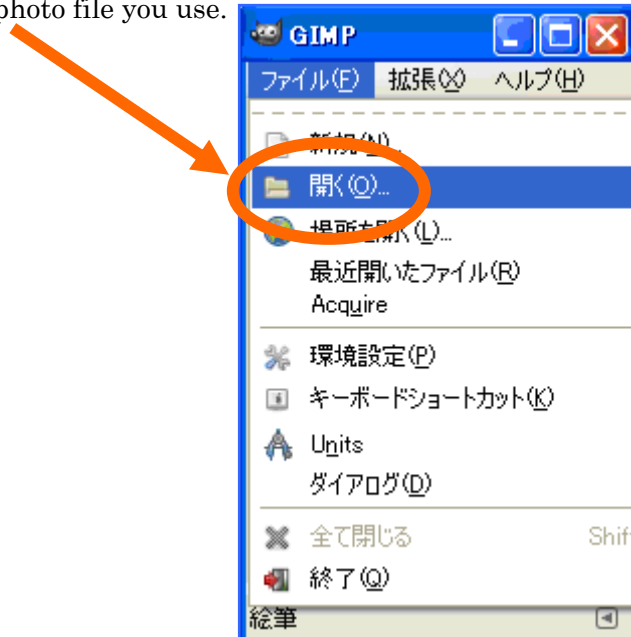 photo file you use.
GIMP
ファイル(F) 拡張(X) ヘルプ(H)
新規(N)...
開く(O)...
場所を開く(L)...
最近開いたファイル(R)
Acquire
環境設定(P)
キーボードショートカット(K)
Units
ダイアログ(D)
全て閉じる Shif
終了(Q)
絵筆